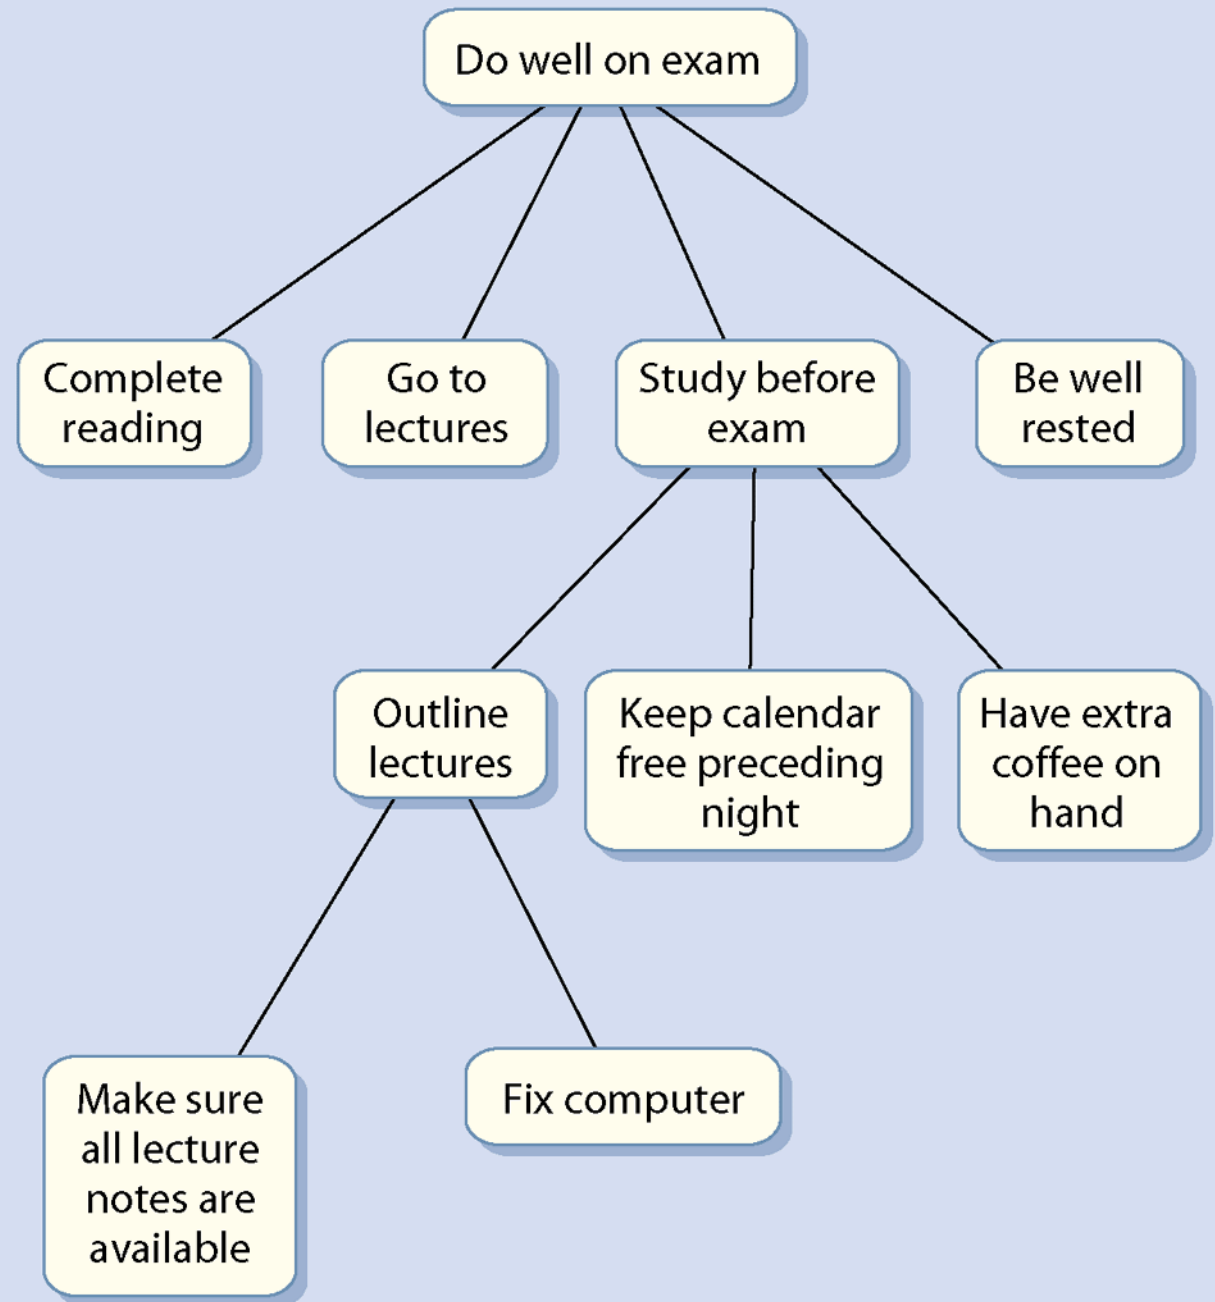 Do well on exam
Complete
reading
Go to
lectures
Study before
exam
Be well
rested
Outline
lectures
Keep calendar
free preceding
night
Have extra
coffee on
hand
Make sure
all lecture
notes are
available
Fix computer